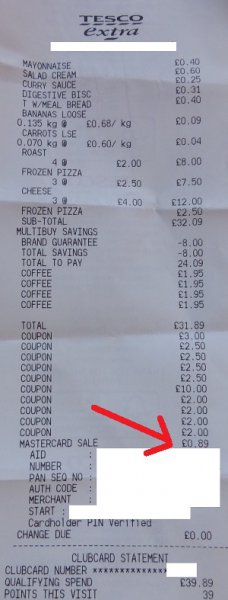 TESCO
extra
MAYONNAISE £0.40
SALAD CREAM £0.60
CURRY SAUCE £0.25
DIGESTIVE BISC £0.31
T W/MEAL BREAD £0.40
BANANAS LOOSE
0.135 kg @ £0.68/ kg £0.09
CARROTS LSE
0.070 kg @ £0.60/ kg £0.04
ROAST
4 @ £2.00 £8.00
FROZEN PIZZA
3 @ £2.50 £7.50
CHEESE
3 @ £4.00 £12.00
FROZEN PIZZA £2.50
SUB-TOTAL £32.09
MULTIBUY SAVINGS
BRAND GUARANTEE -8.00
TOTAL SAVINGS -8.00
TOTAL TO PAY 24.09
COFFEE £1.95
COFFEE £1.95
COFFEE £1.95
COFFEE £1.95
TOTAL £31.89
COUPON £3.00
COUPON £2.50
COUPON £2.50
COUPON £2.50
COUPON £10.00
COUPON £2.00
COUPON £2.00
COUPON £2.00
COUPON £2.00
MASTERCARD SALE £0.89
AID :
NUMBER :
PAN SEQ NO :
AUTH CODE :
MERCHANT :
START :
Cardholder PIN Verified
CHANGE DUE £0.00
CLUBCARD STATEMENT
CLUBCARD NUMBER **************
QUALIFYING SPEND £39.89
POINTS THIS VISIT 39